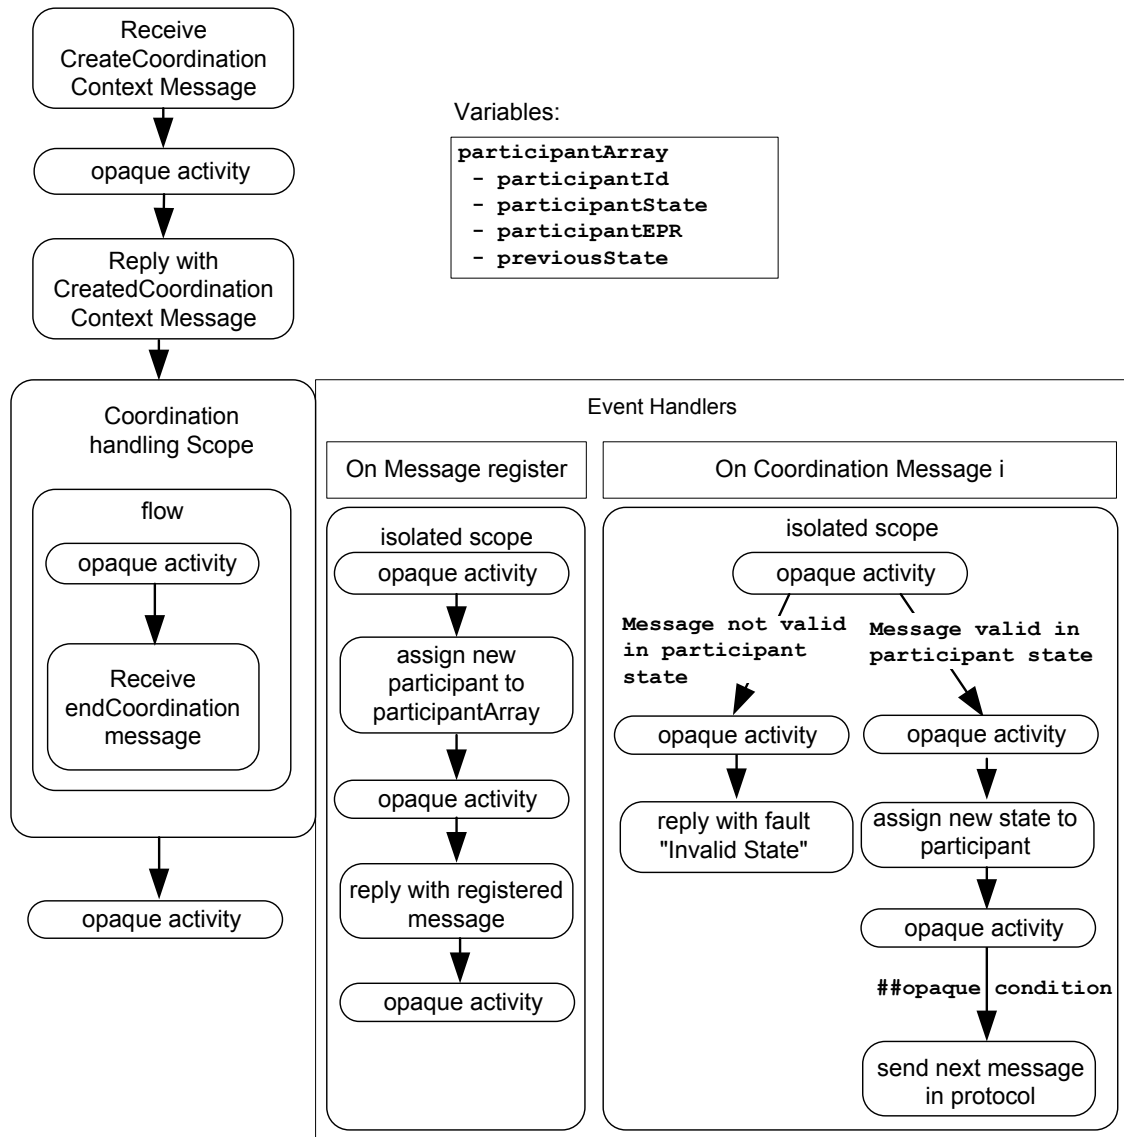 Receive
CreateCoordination
Context Message
opaque activity
Reply with
CreatedCoordination
Context Message
Variables:
participantArray
- participantId
- participantState
- participantEPR
- previousState
Coordination
handling Scope
flow
opaque activity
Receive
endCoordination
message
opaque activity
Event Handlers
On Message register
isolated scope
opaque activity
assign new
participant to
participantArray
opaque activity
reply with registered
message
opaque activity
On Coordination Message i
isolated scope
opaque activity
Message not valid
in participant
state
opaque activity
reply with fault
"Invalid State"
Message valid in
participant state
opaque activity
assign new state to
participant
opaque activity
##opaque condition
send next message
in protocol